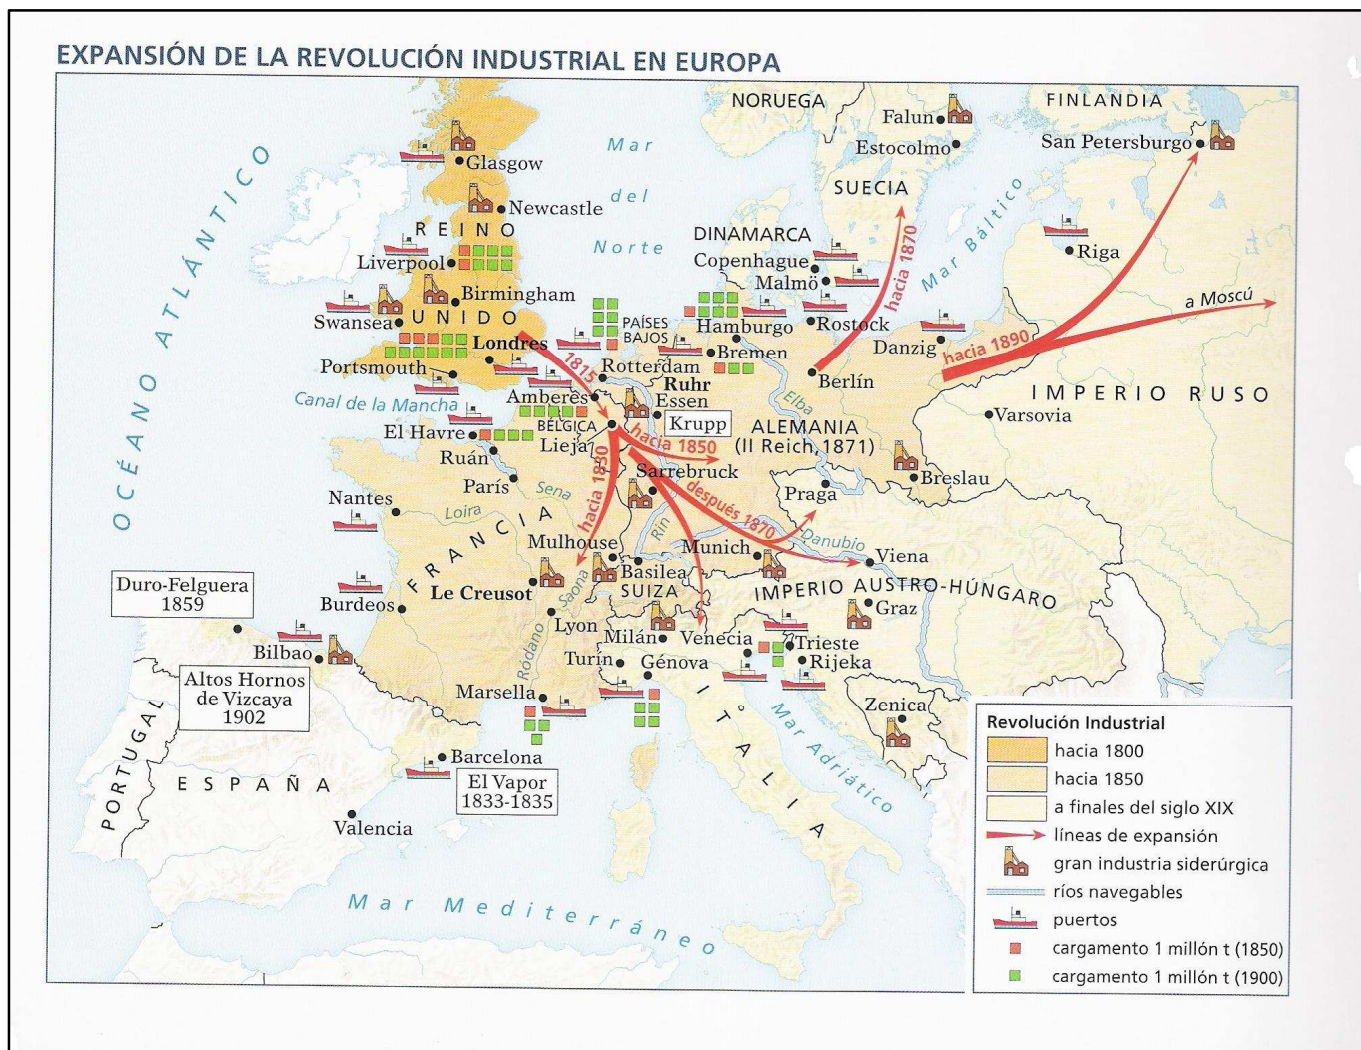 EXPANSIÓN DE LA REVOLUCIÓN INDUSTRIAL EN EUROPA
NORUEGA
FINLANDIA
Falun
Estocolmo
San Petersburgo
OCÉANO ATLÁNTICO
Mar
del
Norte
Glasgow
SUECIA
Newcastle
REINO
Mar Báltico
DINAMARCA
Copenhague
Malmö
Riga
hacia 1870
Liverpool
Birmingham
a Moscú
Swansea
UNIDO
PAÍSES
BAJOS
Hamburgo
Rostock
Danzig
hacia 1890
Londres
Bremen
Portsmouth
1815
Rotterdam
Ruhr
Berlín
IMPERIO RUSO
Canal de la Mancha
Amberes
Essen
Elba
Varsovia
El Havre
BÉLGICA
Krupp
ALEMANIA
(II Reich, 1871)
Lieja
hacia 1850
Ruán
hacia 1830
Sarrebruck
París
Sena
Praga
Breslau
después 1870
Nantes
Loira
FRANCIA
Rin
Danubio
Mulhouse
Munich
Viena
Basilea
Duro-Felguera
1859
Le Creusot
Saona
SUIZA
IMPERIO AUSTRO-HÚNGARO
Burdeos
Graz
Lyon
Milán
Venecia
Trieste
Bilbao
Ródano
Turín
Génova
Rijeka
Altos Hornos
de Vizcaya
1902
Marsella
ITALIA
Zenica
Mar Adriático
PORTUGAL
ESPAÑA
Barcelona
El Vapor
1833-1835
Valencia
Mar Mediterráneo
Revolución Industrial
hacia 1800
hacia 1850
a finales del siglo XIX
líneas de expansión
gran industria siderúrgica
ríos navegables
puertos
cargamento 1 millón t (1850)
cargamento 1 millón t (1900)